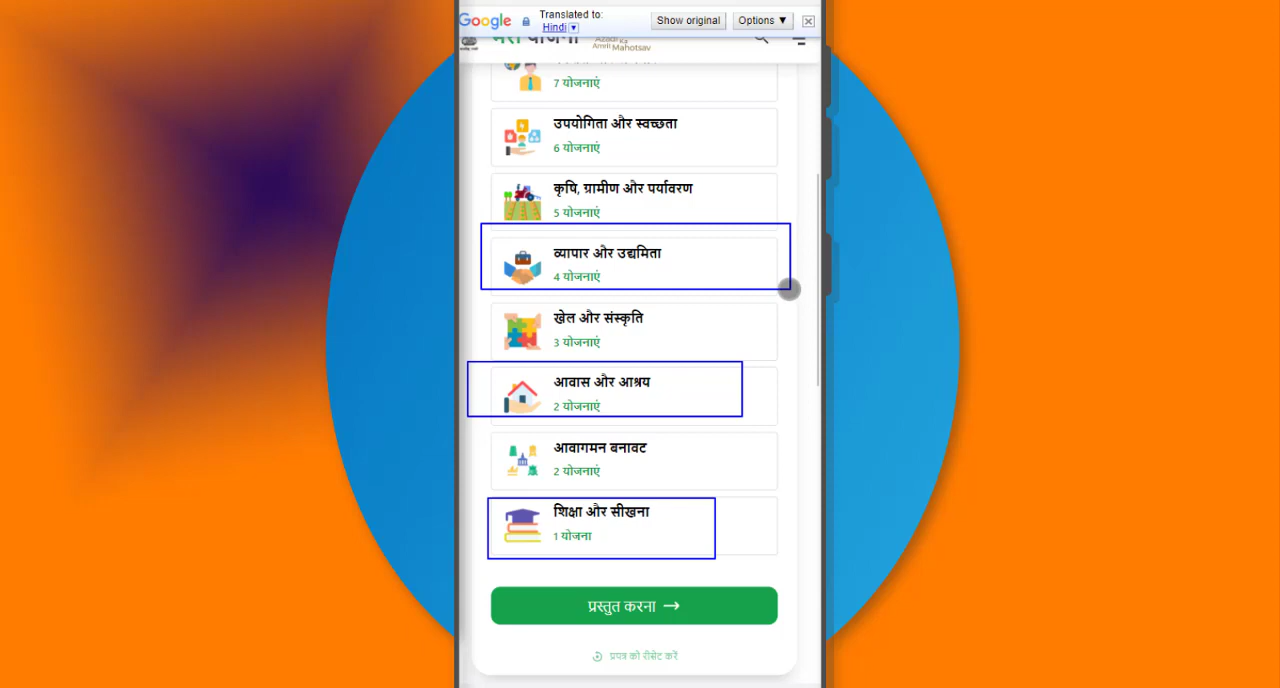 Google
Translated to:
Hindi ▼
Show original
Options ▼
मेरी योजना
Azadi Ka
Amrit Mahotsav
7 योजनाएं
उपयोगिता और स्वच्छता
6 योजनाएं
कृषि, ग्रामीण और पर्यावरण
5 योजनाएं
व्यापार और उद्यमिता
4 योजनाएं
खेल और संस्कृति
3 योजनाएं
आवास और आश्रय
2 योजनाएं
आवागमन बनावट
2 योजनाएं
शिक्षा और सीखना
1 योजना
प्रस्तुत करना →
प्रपत्र को रीसेट करें